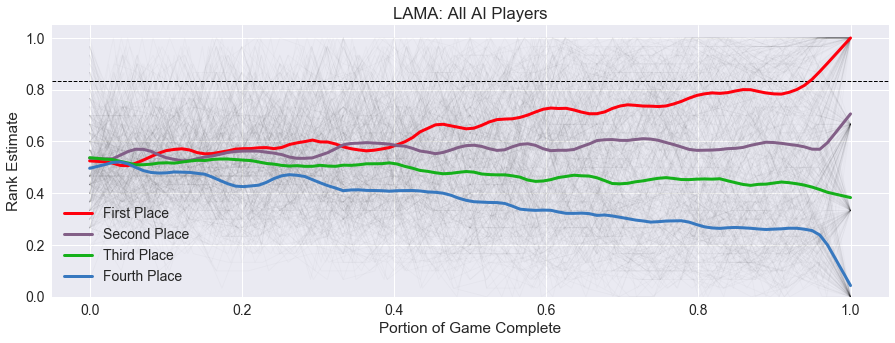 LAMA: All AI Players
Rank Estimate
1.0
0.8
0.6
0.4
0.2
0.0
First Place
Second Place
Third Place
Fourth Place
0.0 0.2 0.4 0.6 0.8 1.0
Portion of Game Complete